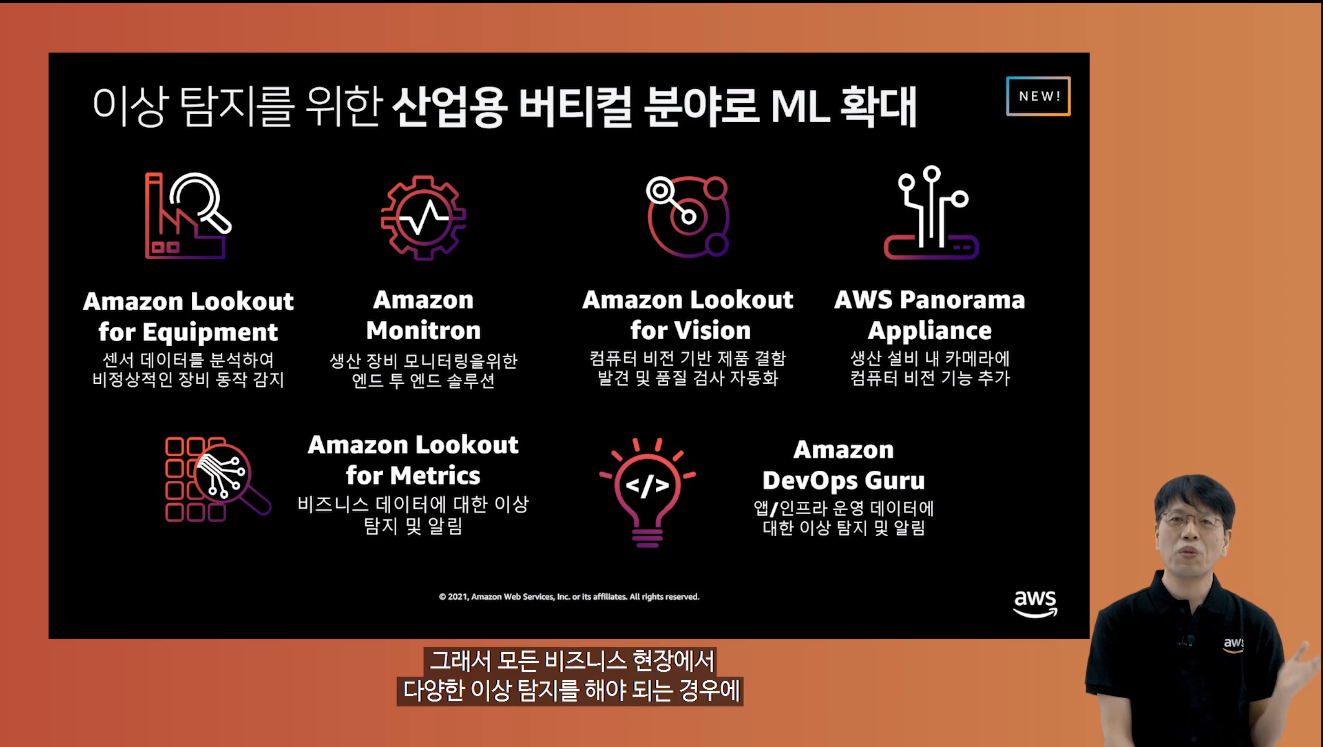 이상 탐지를 위한 산업용 버티컬 분야로 ML 확대
NEW!
Amazon Lookout
for Equipment
센서 데이터를 분석하여
비정상적인 장비 동작 감지
Amazon
Monitron
생산 장비 모니터링을위한
엔드 투 엔드 솔루션
Amazon Lookout
for Vision
컴퓨터 비전 기반 제품 결함
발견 및 품질 검사 자동화
AWS Panorama
Appliance
생산 설비 내 카메라에
컴퓨터 비전 기능 추가
Amazon Lookout
for Metrics
비즈니스 데이터에 대한 이상
탐지 및 알림
</>
Amazon
DevOps Guru
앱/인프라 운영 데이터에
대한 이상 탐지 및 알림
© 2021, Amazon Web Services, Inc. or its affiliates. All rights reserved.
aws
aws
그래서 모든 비즈니스 현장에서
다양한 이상 탐지를 해야 되는 경우에